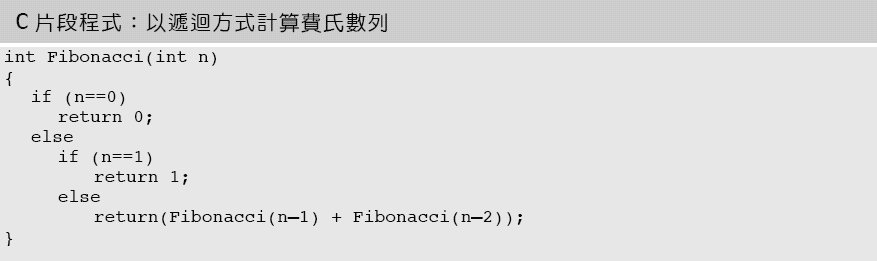 C 片段程式：以遞迴方式計算費氏數列
int Fibonacci(int n)
{
if (n==0)
return 0;
else
if (n==1)
return 1;
else
return(Fibonacci(n–1) + Fibonacci(n–2));
}